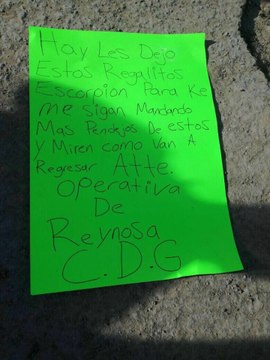 Hay Les Dejo
Estos Regalitos
Escorpion Para Ke
me sigan Mandando
Mas Pendejos De estos
y Miren como Van A
Regresar Atte.
operativa
De
Reynosa
C.D.G